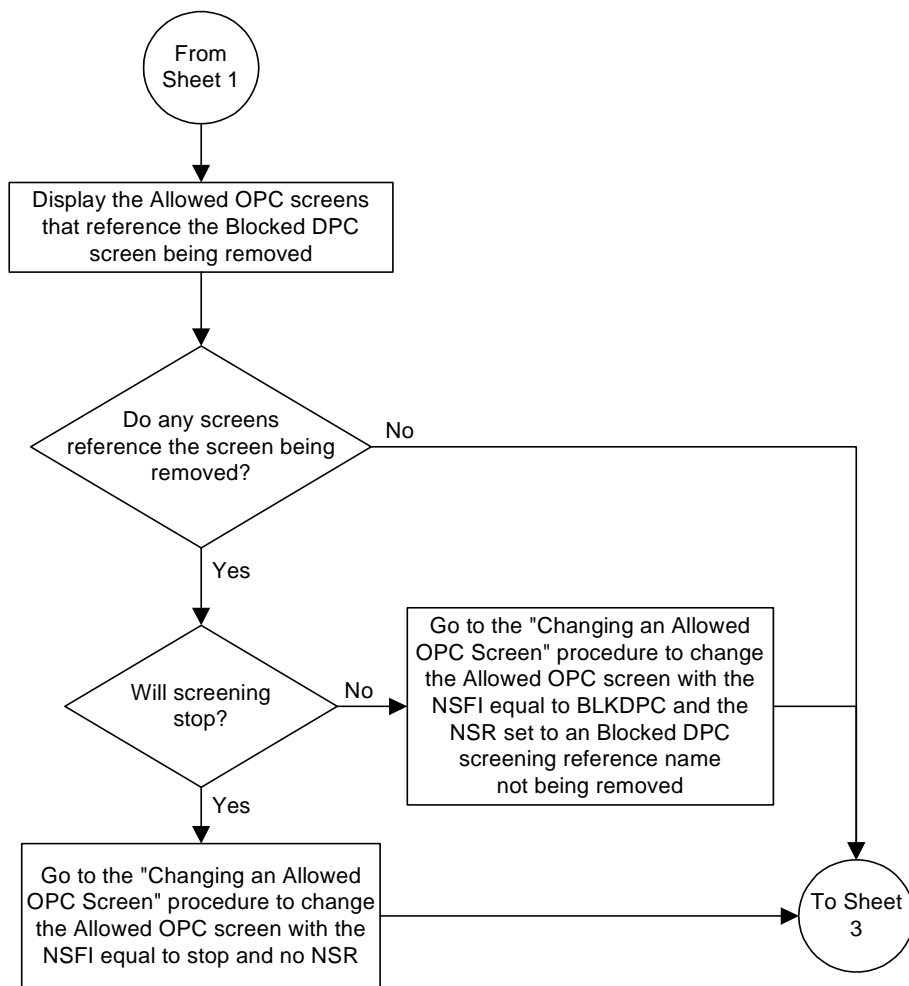 From
Sheet 1
Display the Allowed OPC screens
that reference the Blocked DPC
screen being removed
Do any screens
reference the screen being
removed?
No
Yes
Will screening
stop?
No
Go to the "Changing an Allowed
OPC Screen" procedure to change
the Allowed OPC screen with the
NSFI equal to BLKDPC and the
NSR set to an Blocked DPC
screening reference name
not being removed
Yes
Go to the "Changing an Allowed
OPC Screen" procedure to change
the Allowed OPC screen with the
NSFI equal to stop and no NSR
To Sheet
3